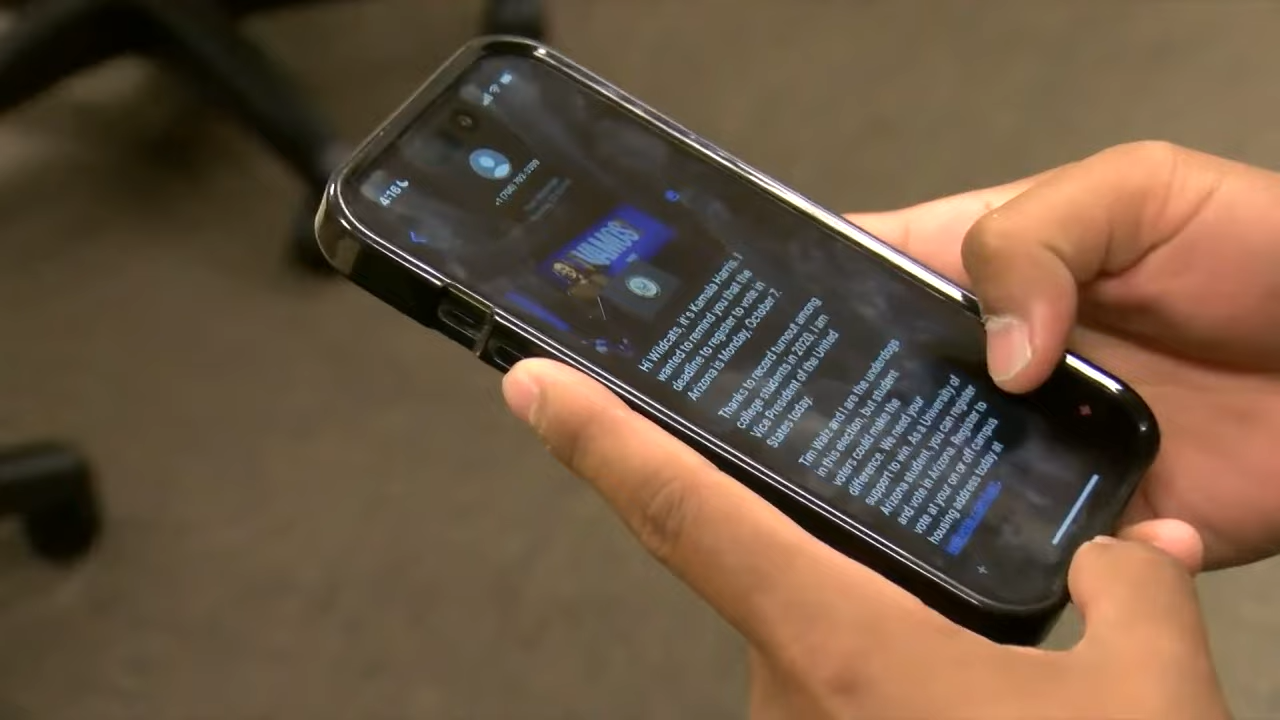 4:16
VAMOS
Hi Wildcats, it's Kamala Harris. I
wanted to remind you that the
deadline to register to vote in
Arizona is Monday, October 7.
Thanks to record turnout among
college students in 2020, I am
Vice President of the United
States today.
Tim Walz and I are the underdogs
in this election, but student
voters could make the
difference. We need your
support to win. As a University of
Arizona student, you can register
and vote in Arizona. Register to
vote at your on or off campus
housing address today at